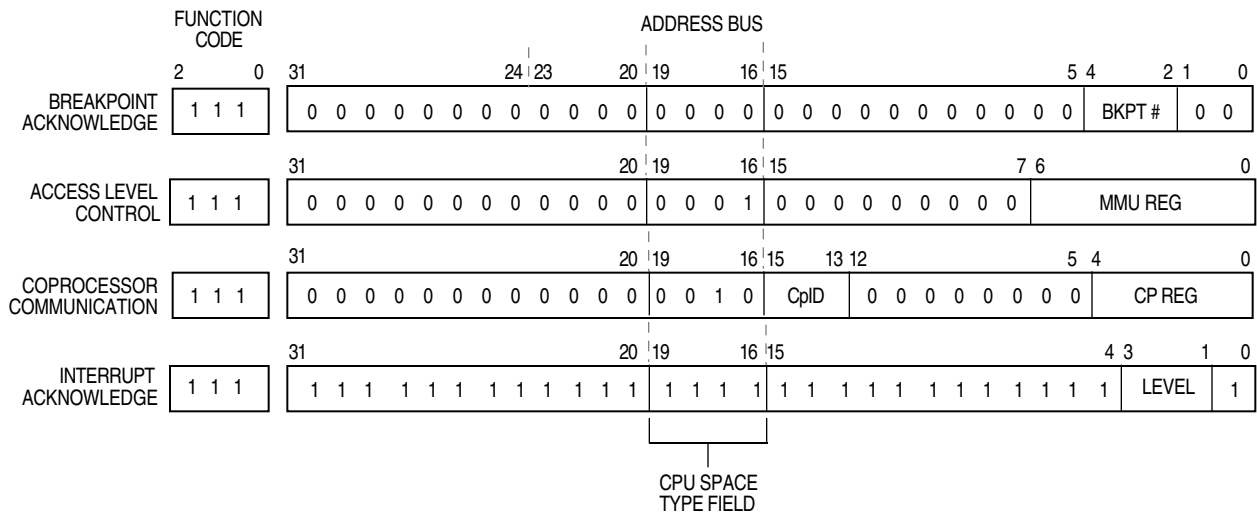 FUNCTION
CODE
ADDRESS BUS
2 0 31 24 23 20 19 16 15 5 4 2 1 0
BREAKPOINT
ACKNOWLEDGE
1 1 1 0 0 0 0 0 0 0 0 0 0 0 0 0 0 0 0 0 0 0 0 0 0 0 0 0 0 0 BKPT # 0 0
31 20 19 16 15 7 6 0
ACCESS LEVEL
CONTROL
1 1 1 0 0 0 0 0 0 0 0 0 0 0 0 0 0 0 1 0 0 0 0 0 0 0 0 0 MMU REG
31 20 19 16 15 13 12 5 4 0
COPROCESSOR
COMMUNICATION
1 1 1 0 0 0 0 0 0 0 0 0 0 0 0 0 0 1 0 CpID 0 0 0 0 0 0 0 0 CP REG
31 20 19 16 15 4 3 1 0
INTERRUPT
ACKNOWLEDGE
1 1 1 1 1 1 1 1 1 1 1 1 1 1 1 1 1 1 1 1 1 1 1 1 1 1 1 1 1 1 1 LEVEL 1
CPU SPACE
TYPE FIELD